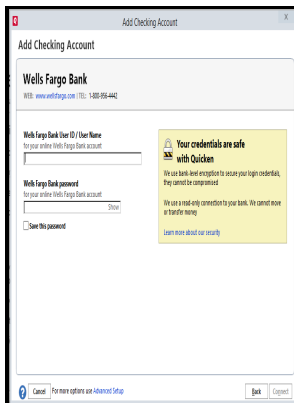 Add Checking Account
X
Add Checking Account
Wells Fargo Bank
WEB: www.wellsfargo.com | TEL: 1-800-956-4442
Wells Fargo Bank User ID / User Name
for your online Wells Fargo Bank account
Wells Fargo Bank password
for your online Wells Fargo Bank account
Show
Save this password
Your credentials are safe
with Quicken
We use bank-level encryption to secure your login credentials,
they cannot be compromised
We use a read-only connection to your bank. We cannot move
or transfer money
Learn more about our security
? Cancel For more options use Advanced Setup
Back Connect